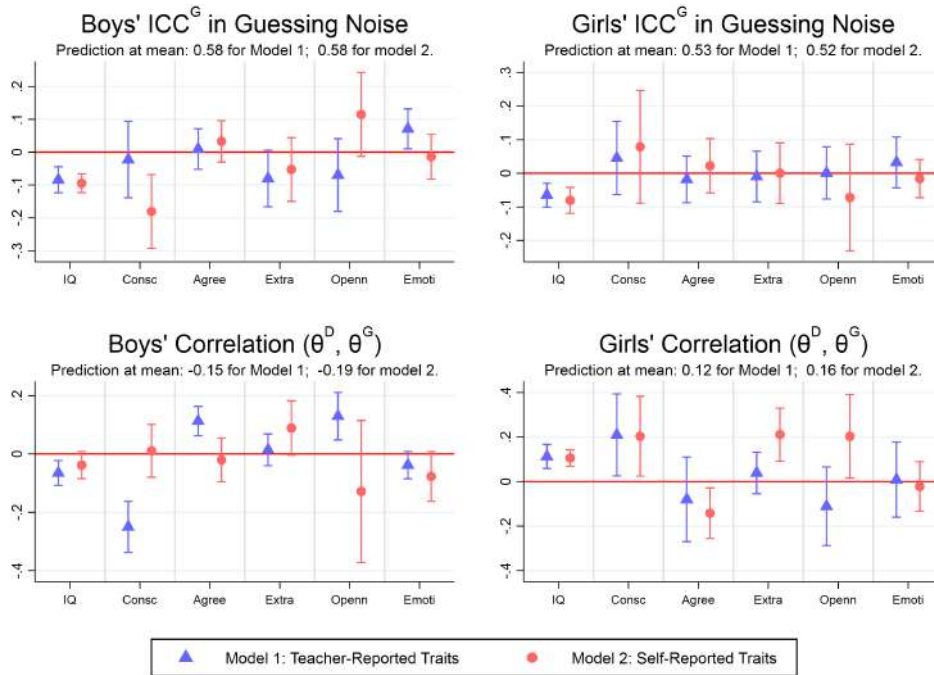 Boys' ICC^G in Guessing Noise
Prediction at mean: 0.58 for Model 1; 0.58 for model 2.
.2
.1
0
-.1
-.2
-.3
IQ Consc Agree Extra Openn Emoti
Girls' ICC^G in Guessing Noise
Prediction at mean: 0.53 for Model 1; 0.52 for model 2.
.3
.2
.1
0
-.1
-.2
IQ Consc Agree Extra Openn Emoti
Boys' Correlation (θ^D, θ^G)
Prediction at mean: -0.15 for Model 1; -0.19 for model 2.
.2
0
-.2
-.4
IQ Consc Agree Extra Openn Emoti
Girls' Correlation (θ^D, θ^G)
Prediction at mean: 0.12 for Model 1; 0.16 for model 2.
.4
.2
0
-.2
-.4
IQ Consc Agree Extra Openn Emoti
Model 1: Teacher-Reported Traits Model 2: Self-Reported Traits